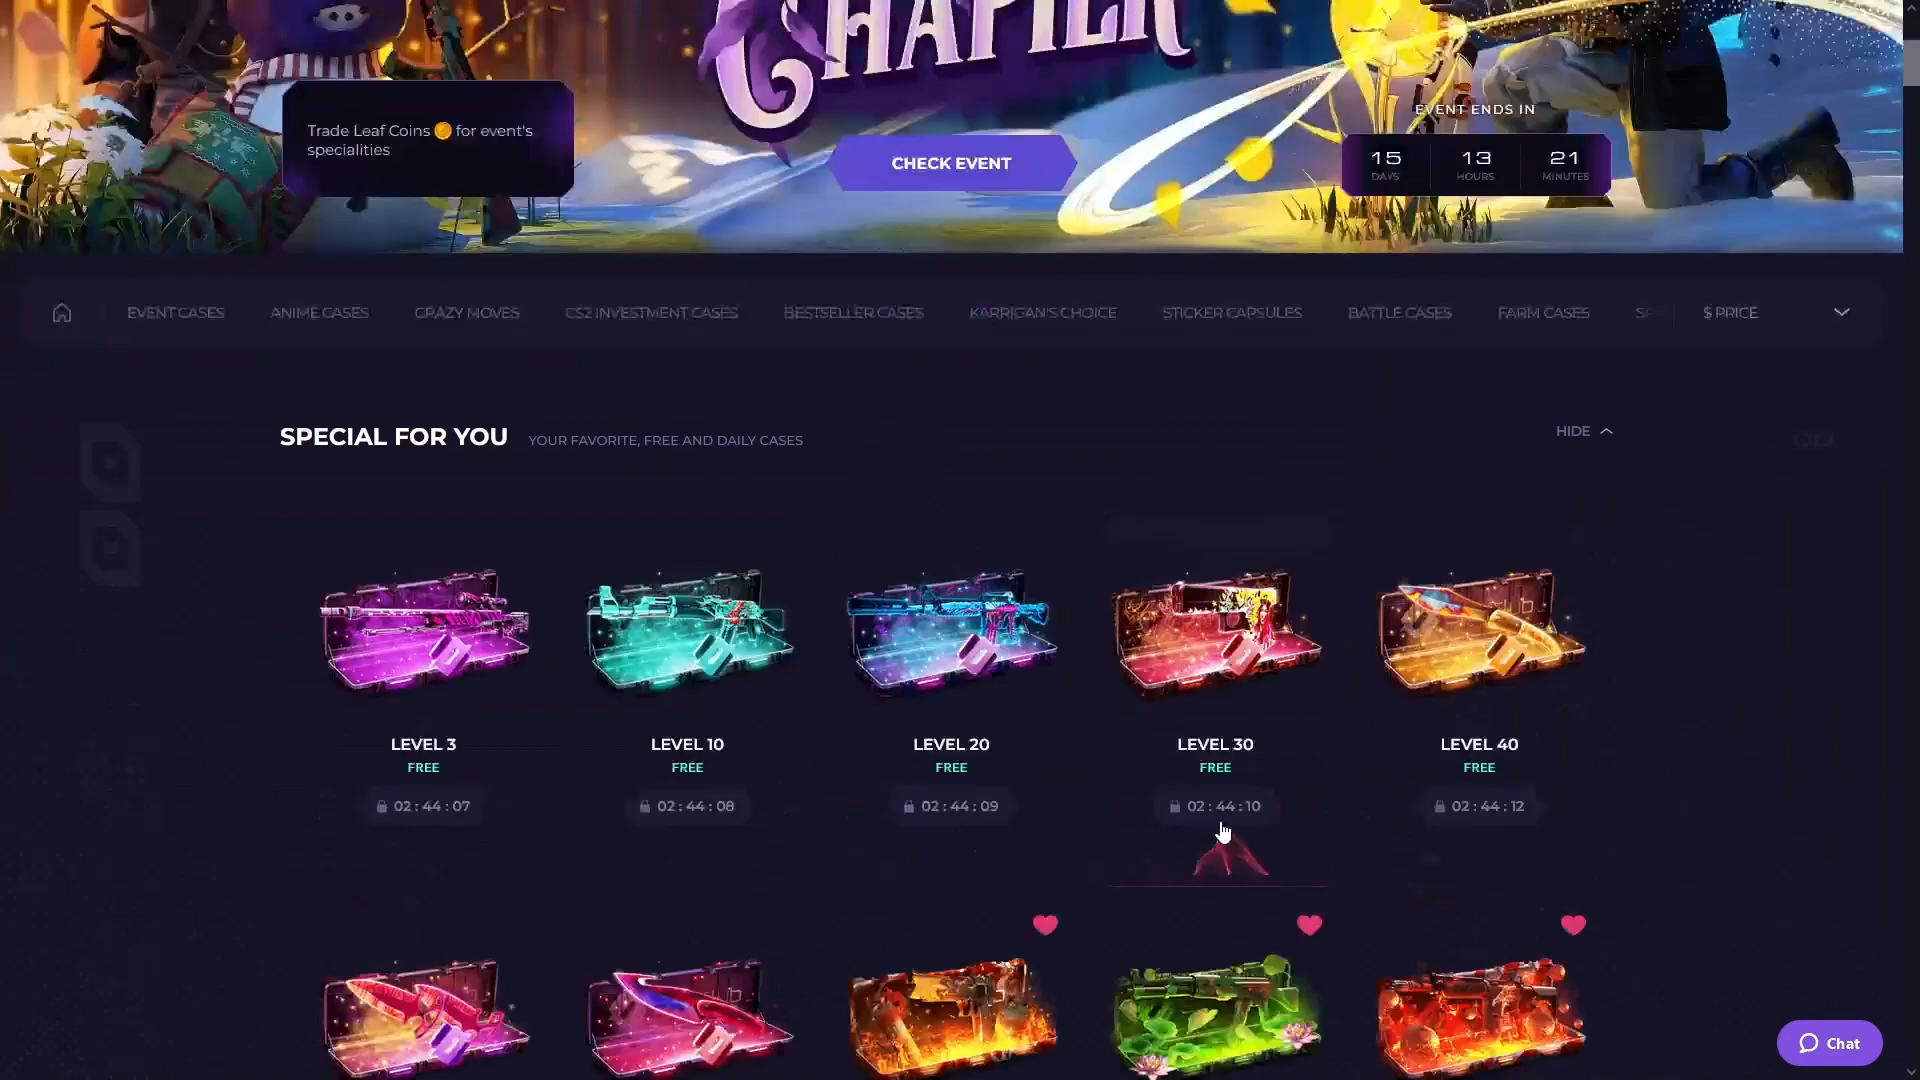 CHAPTER
Trade Leaf Coins for event's
specialities
CHECK EVENT
EVENT ENDS IN
15 13 21
DAYS HOURS MINUTES
EVENT CASES ANIME CASES CRAZY MOVES CS2 INVESTMENT CASES BESTSELLER CASES KARRIGAN'S CHOICE STICKER CAPSULES BATTLE CASES FARM CASES $ PRICE
SPECIAL FOR YOU YOUR FAVORITE, FREE AND DAILY CASES HIDE
LEVEL 3 LEVEL 10 LEVEL 20 LEVEL 30 LEVEL 40
FREE FREE FREE FREE FREE
02 : 44 : 07 02 : 44 : 08 02 : 44 : 09 02 : 44 : 10 02 : 44 : 12
Chat